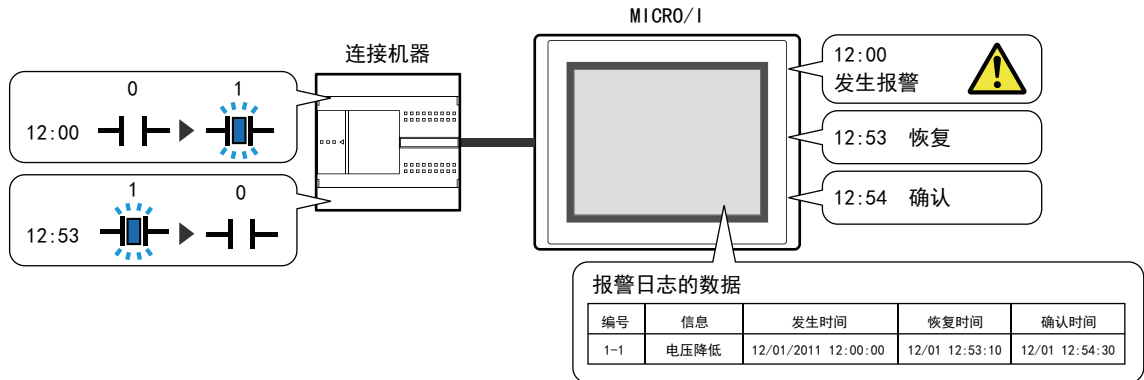 MICRO/I
连接机器
0 1
12:00
1 0
12:53
12:00
发生报警
12:53 恢复
12:54 确认
报警日志的数据
编号 信息 发生时间 恢复时间 确认时间
1-1 电压降低 12/01/2011 12:00:00 12/01 12:53:10 12/01 12:54:30